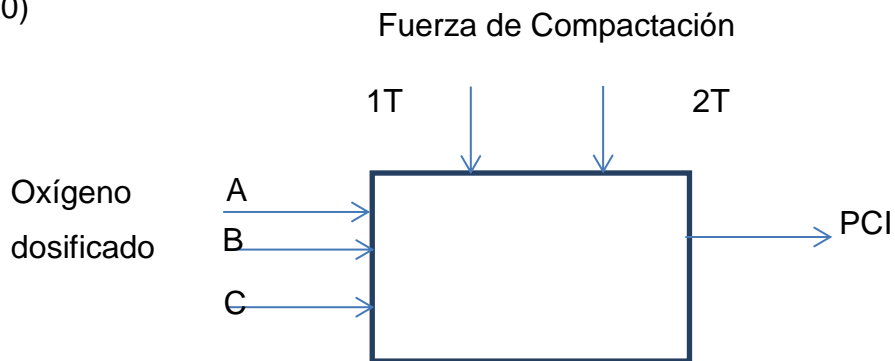 0)
Fuerza de Compactación
1T
2T
Oxígeno
dosificado
A
B
C
PCI